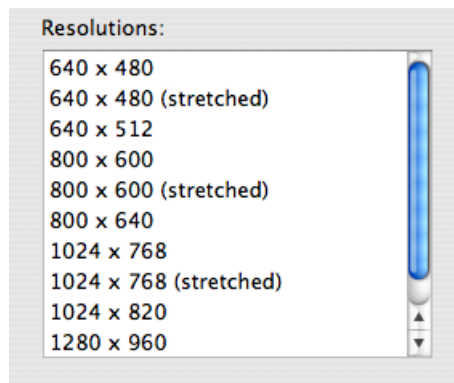 Resolutions:
640 x 480
640 x 480 (stretched)
640 x 512
800 x 600
800 x 600 (stretched)
800 x 640
1024 x 768
1024 x 768 (stretched)
1024 x 820
1280 x 960